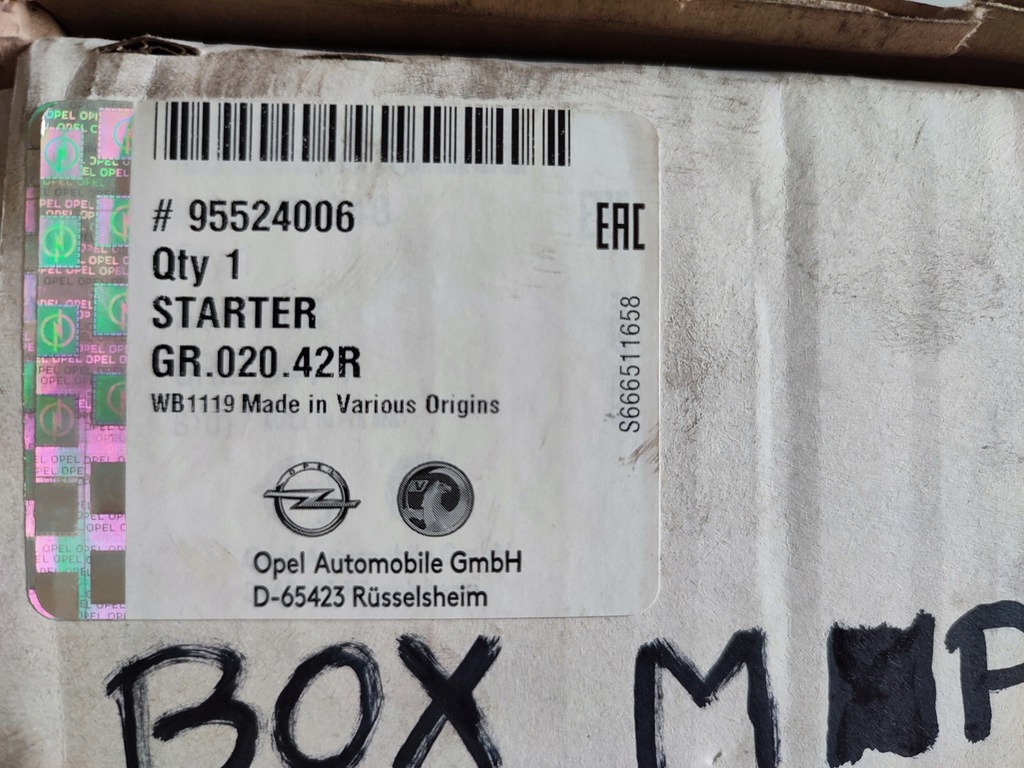 # 95524006
EAC
Qty 1
STARTER
GR.020.42R
WB1119 Made in Various Origins
S666511658
OPEL
Opel Automobile GmbH
D-65423 Rüsselsheim
BOX M P